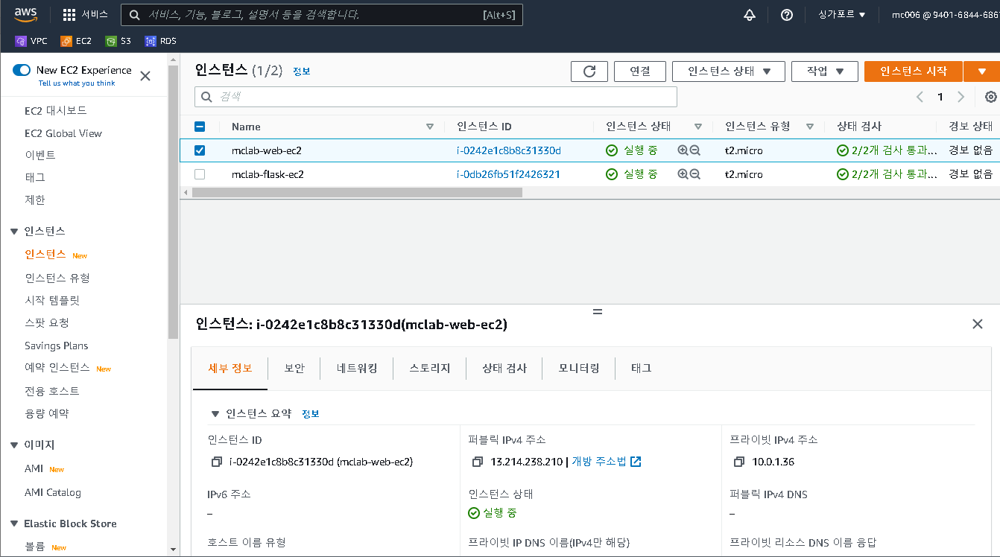 aws 서비스 서비스, 기능, 블로그, 설명서 등을 검색합니다. [Alt+S] 싱가포르 mc006 @ 9401-6844-686
VPC EC2 S3 RDS
New EC2 Experience
Tell us what you think
EC2 대시보드
EC2 Global View
이벤트
태그
제한
인스턴스
인스턴스 New
인스턴스 유형
시작 템플릿
스팟 요청
Savings Plans
예약 인스턴스 New
전용 호스트
용량 예약
이미지
AMI New
AMI Catalog
Elastic Block Store
볼륨 New
인스턴스 (1/2) 정보 연결 인스턴스 상태 작업 인스턴스 시작
검색 1
Name 인스턴스 ID 인스턴스 상태 인스턴스 유형 상태 검사 경보 상태
mclab-web-ec2 i-0242e1c8b8c31330d 실행 중 t2.micro 2/2개 검사 통과... 경보 없음
mclab-flask-ec2 i-0db26fb51f2426321 실행 중 t2.micro 2/2개 검사 통과... 경보 없음
인스턴스: i-0242e1c8b8c31330d(mclab-web-ec2)
세부 정보 보안 네트워킹 스토리지 상태 검사 모니터링 태그
인스턴스 요약 정보
인스턴스 ID 퍼블릭 IPv4 주소 프라이빗 IPv4 주소
i-0242e1c8b8c31330d (mclab-web-ec2) 13.214.238.210 | 개방 주소법 10.0.1.36
IPv6 주소 인스턴스 상태 퍼블릭 IPv4 DNS
– 실행 중 –
호스트 이름 유형 프라이빗 IP DNS 이름(IPv4만 해당) 프라이빗 리소스 DNS 이름 응답